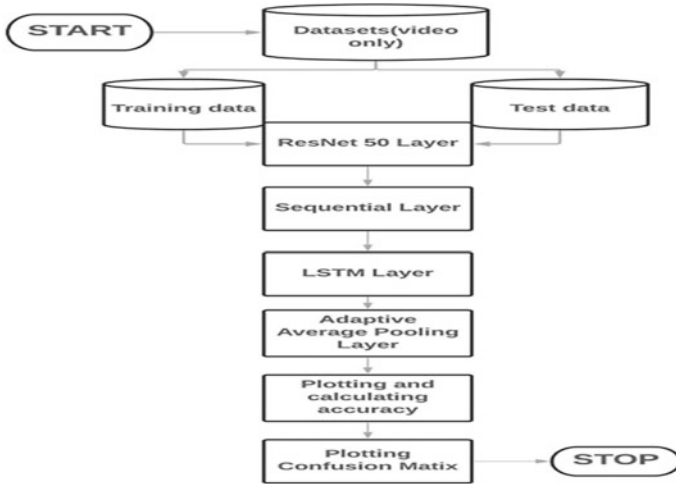 START
Datasets(video
only)
Training data
Test data
ResNet 50 Layer
Sequential Layer
LSTM Layer
Adaptive
Average Pooling
Layer
Plotting and
calculating
accuracy
Plotting
Confusion Matix
STOP